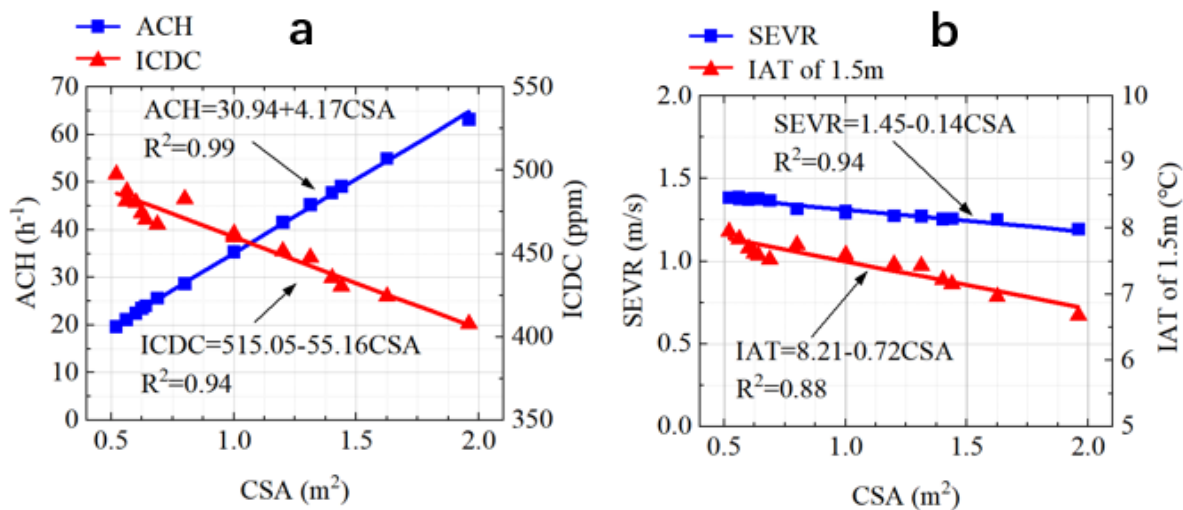 a
ACH
ICDC
70
60
50
40
30
20
10
0
ACH (h⁻¹)
550
500
450
400
350
ICDC (ppm)
ACH=30.94+4.17CSA
R²=0.99
ICDC=515.05-55.16CSA
R²=0.94
0.5 1.0 1.5 2.0
CSA (m²)
b
SEVR
IAT of 1.5m
2.0
1.5
1.0
0.5
0.0
SEVR (m/s)
10
9
8
7
6
5
IAT of 1.5m (℃)
SEVR=1.45-0.14CSA
R²=0.94
IAT=8.21-0.72CSA
R²=0.88
0.5 1.0 1.5 2.0
CSA (m²)